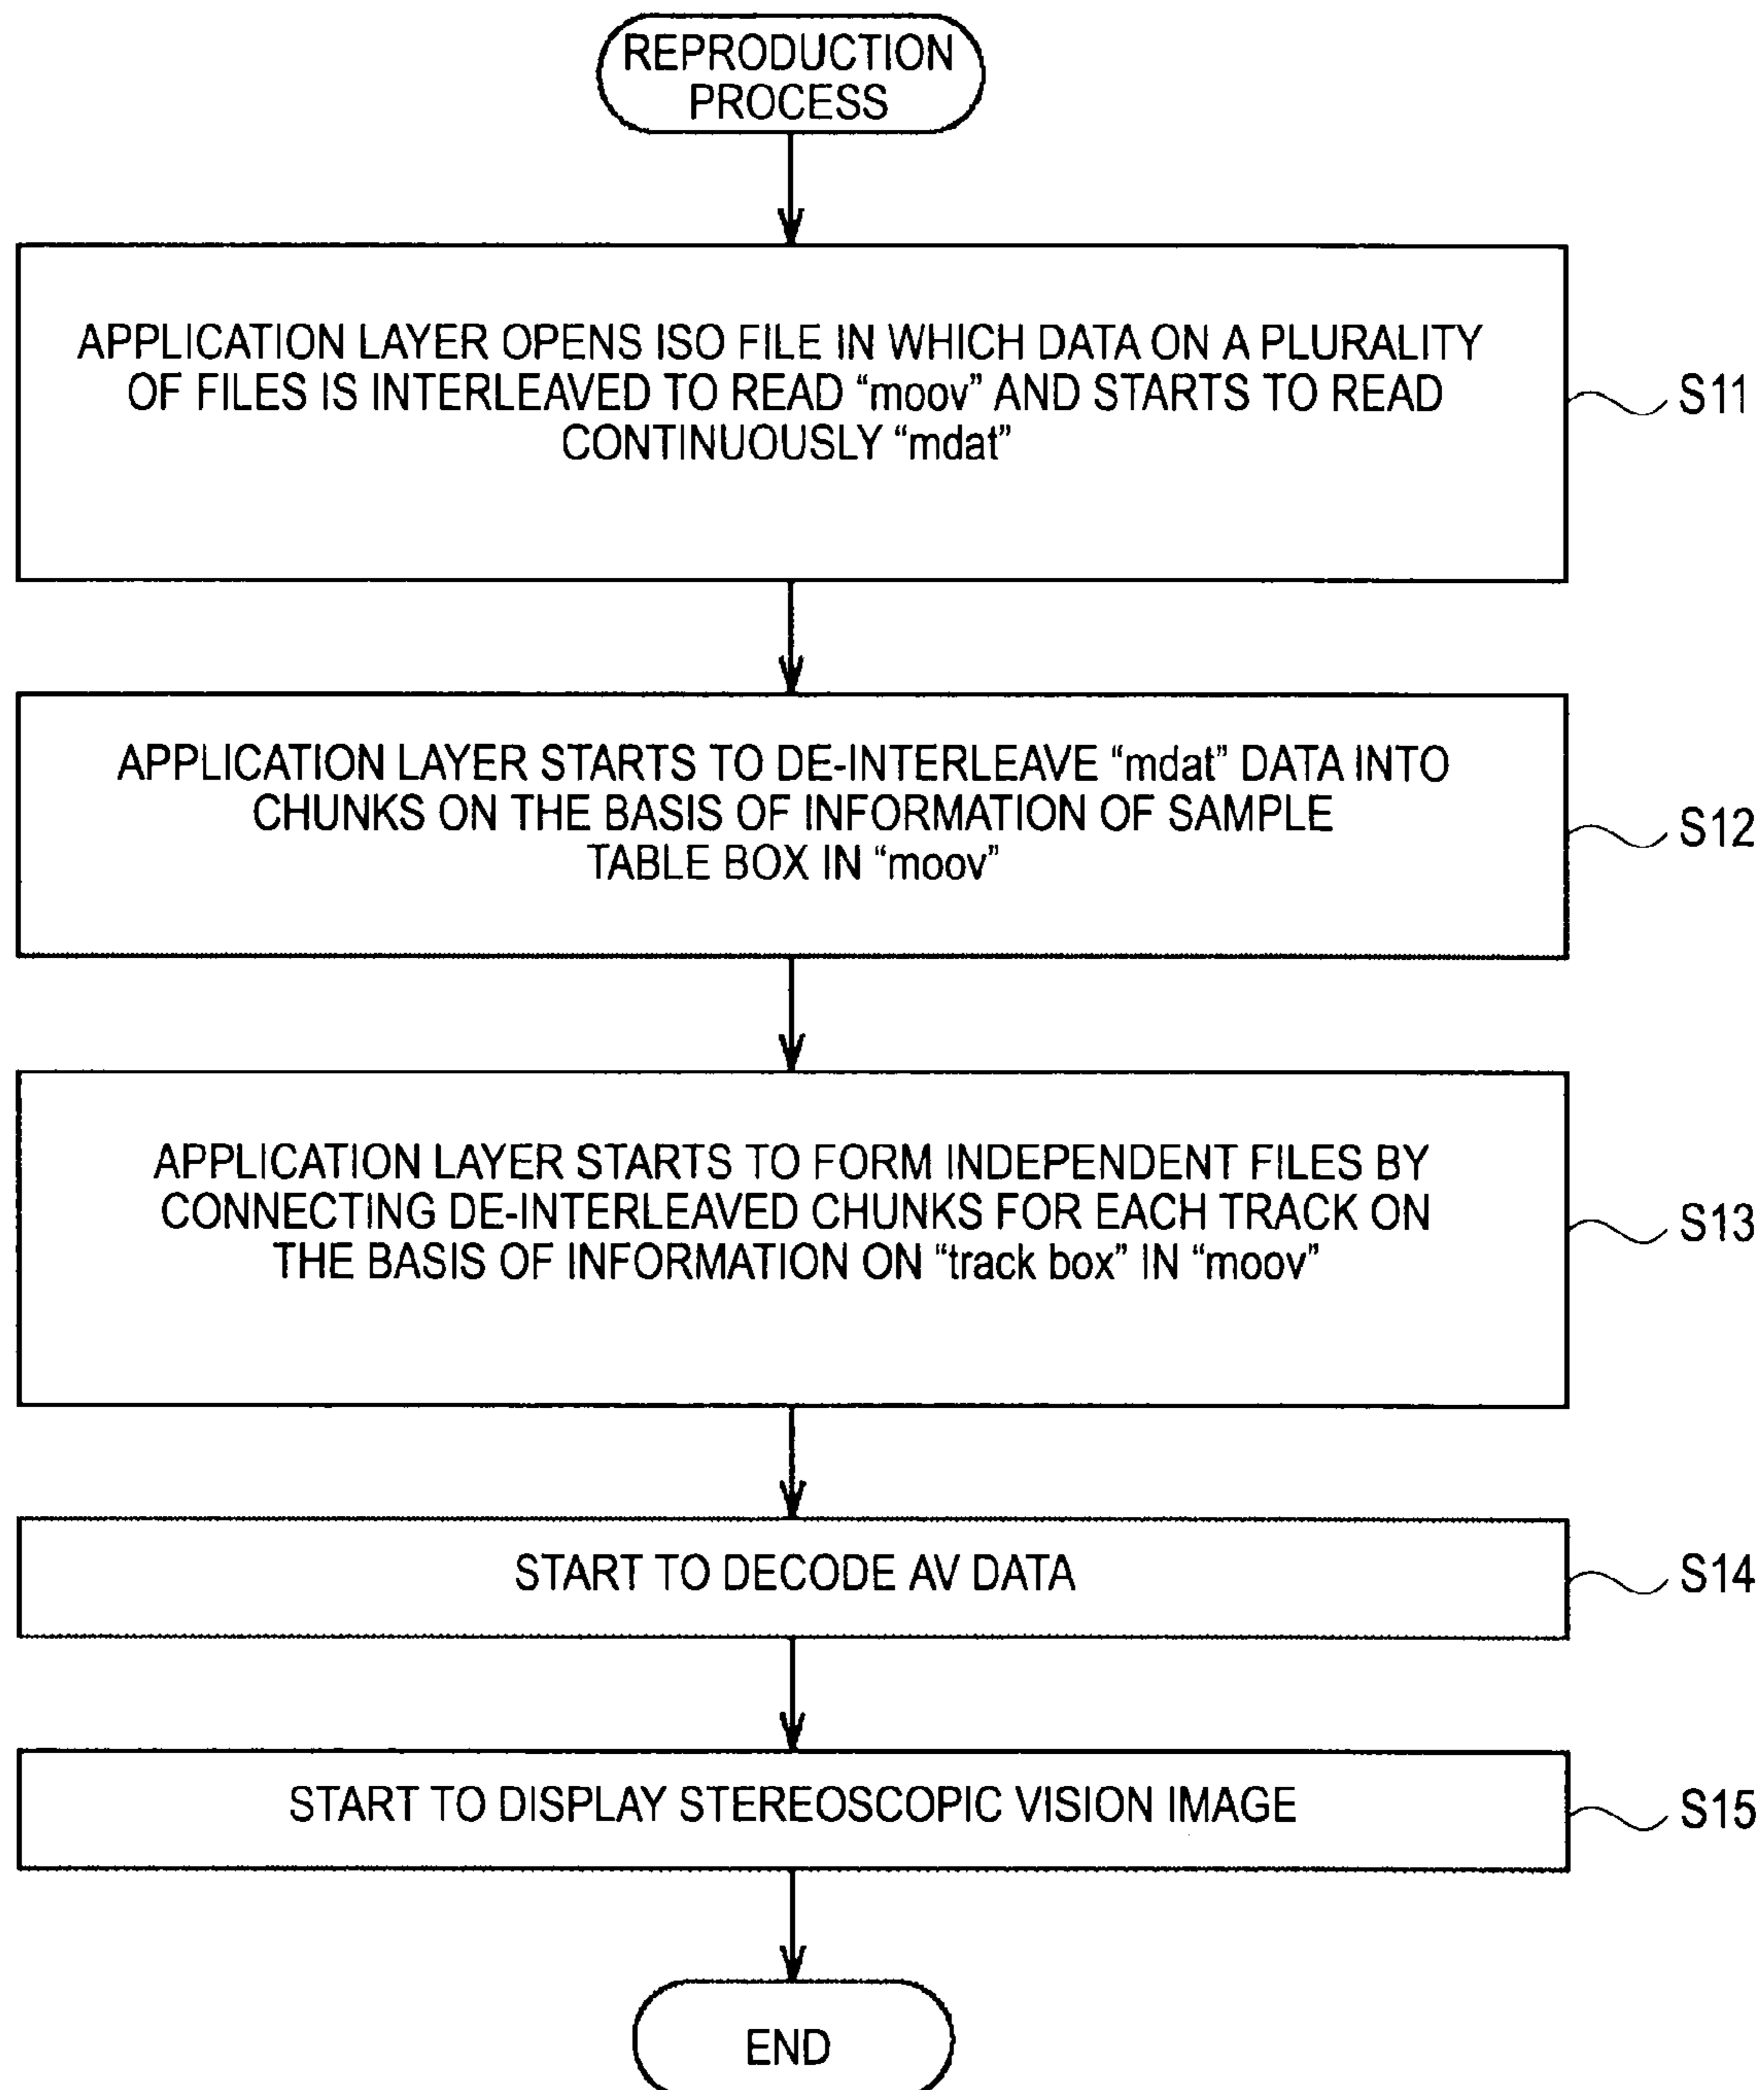 REPRODUCTION
PROCESS
APPLICATION LAYER OPENS ISO FILE IN WHICH DATA ON A PLURALITY
OF FILES IS INTERLEAVED TO READ “moov” AND STARTS TO READ
CONTINUOUSLY “mdat”
S11
APPLICATION LAYER STARTS TO DE-INTERLEAVE “mdat” DATA INTO
CHUNKS ON THE BASIS OF INFORMATION OF SAMPLE
TABLE BOX IN “moov”
S12
APPLICATION LAYER STARTS TO FORM INDEPENDENT FILES BY
CONNECTING DE-INTERLEAVED CHUNKS FOR EACH TRACK ON
THE BASIS OF INFORMATION ON “track box” IN “moov”
S13
START TO DECODE AV DATA
S14
START TO DISPLAY STEREOSCOPIC VISION IMAGE
S15
END